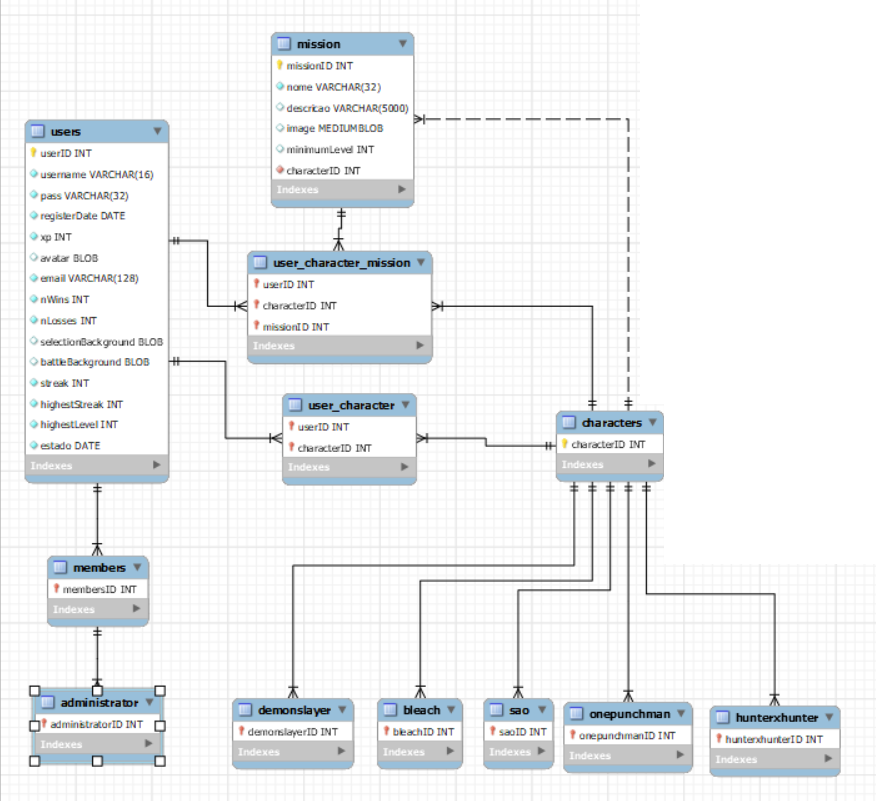 mission
missionID INT
nome VARCHAR(32)
descricao VARCHAR(5000)
image MEDIUMBLOB
minimumLevel INT
characterID INT
Indexes
users
userID INT
username VARCHAR(16)
pass VARCHAR(32)
registerDate DATE
xp INT
avatar BLOB
email VARCHAR(128)
nWins INT
nLosses INT
selectionBackground BLOB
battleBackground BLOB
streak INT
highestStreak INT
highestLevel INT
estado DATE
Indexes
user_character_mission
userID INT
characterID INT
missionID INT
Indexes
user_character
userID INT
characterID INT
Indexes
characters
characterID INT
Indexes
members
membersID INT
Indexes
administrator
administratorID INT
Indexes
demonslayer
demonslayerID INT
Indexes
bleach
bleachID INT
Indexes
sao
saoID INT
Indexes
onepunchman
onepunchmanID INT
Indexes
hunterxhunter
hunterxhunterID INT
Indexes